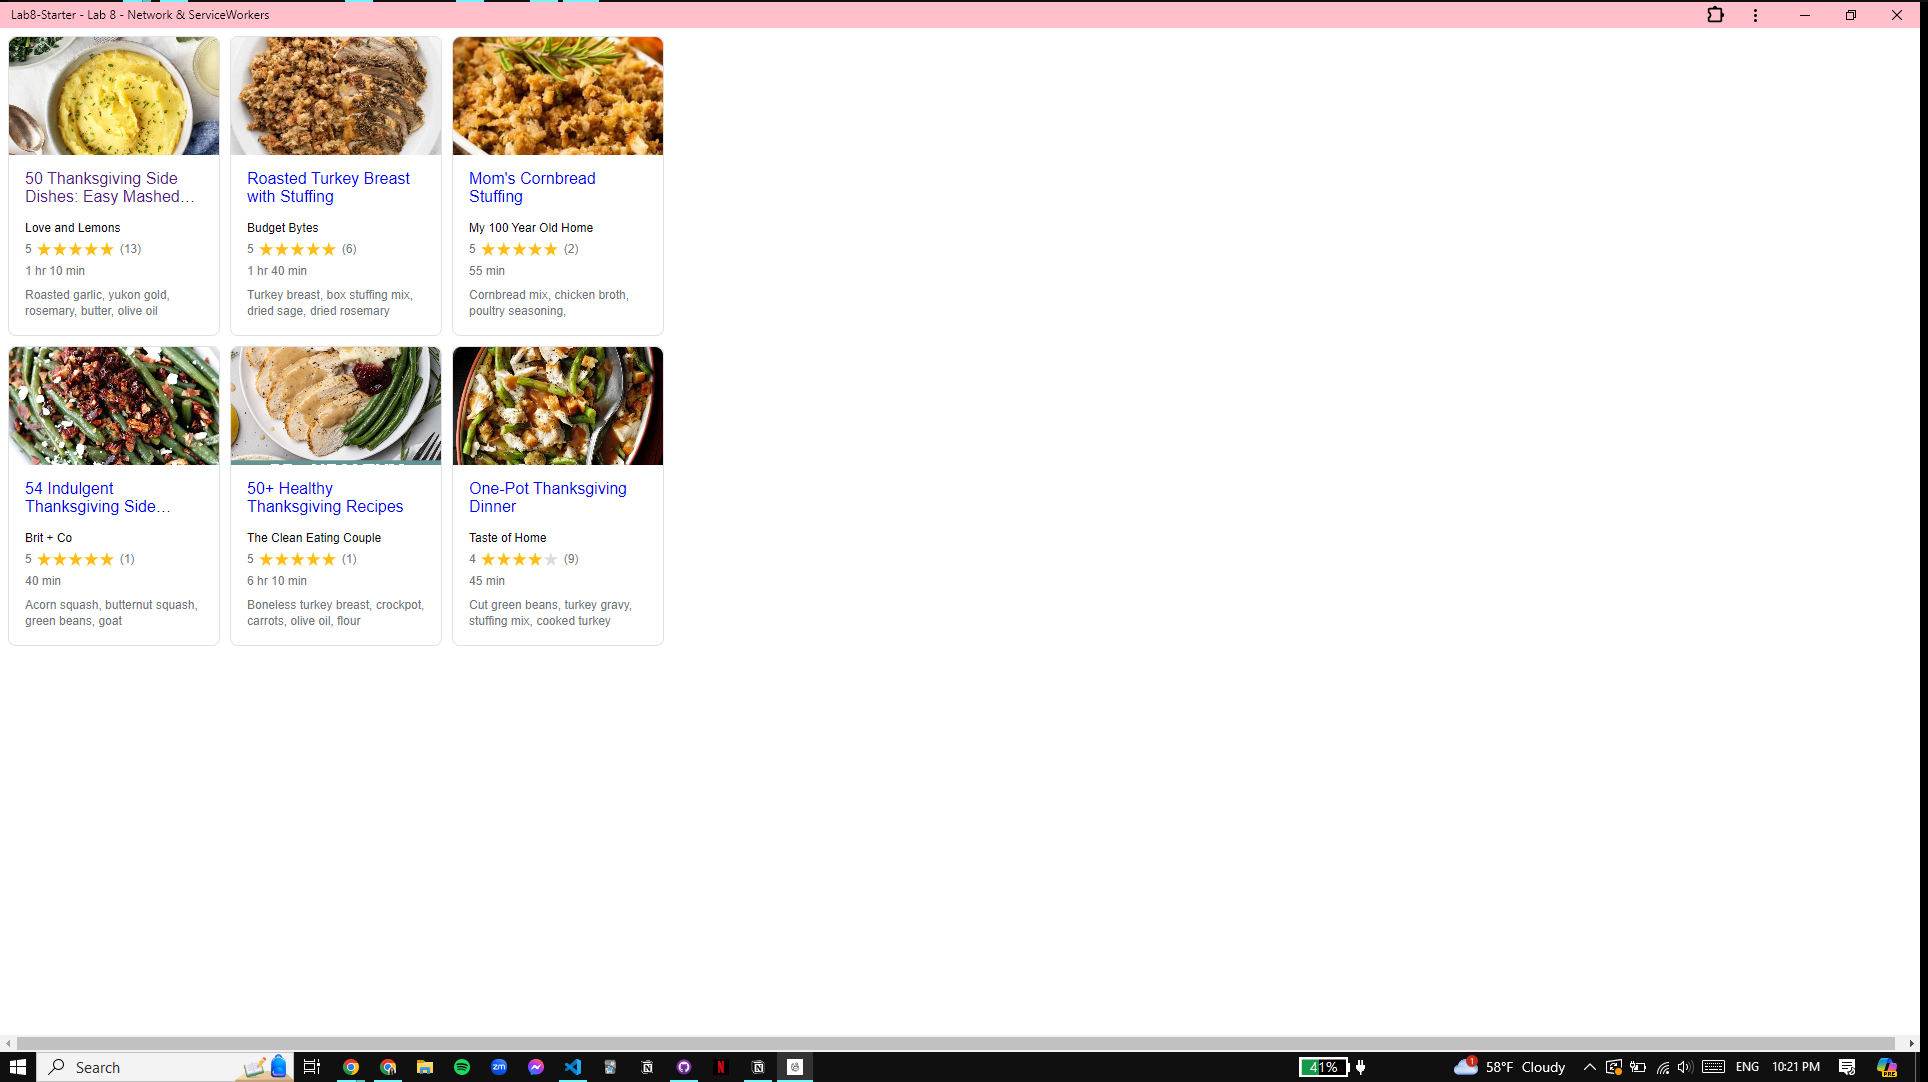 Lab8-Starter - Lab 8 - Network & ServiceWorkers
50 Thanksgiving Side
Dishes: Easy Mashed…
Love and Lemons
5 (13)
1 hr 10 min
Roasted garlic, yukon gold,
rosemary, butter, olive oil
Roasted Turkey Breast
with Stuffing
Budget Bytes
5 (6)
1 hr 40 min
Turkey breast, box stuffing mix,
dried sage, dried rosemary
Mom's Cornbread
Stuffing
My 100 Year Old Home
5 (2)
55 min
Cornbread mix, chicken broth,
poultry seasoning,
54 Indulgent
Thanksgiving Side…
Brit + Co
5 (1)
40 min
Acorn squash, butternut squash,
green beans, goat
50+ Healthy
Thanksgiving Recipes
The Clean Eating Couple
5 (1)
6 hr 10 min
Boneless turkey breast, crockpot,
carrots, olive oil, flour
One-Pot Thanksgiving
Dinner
Taste of Home
4 (9)
45 min
Cut green beans, turkey gravy,
stuffing mix, cooked turkey
Search
zm
N
41%
1
58°F Cloudy
ENG
10:21 PM
PRE